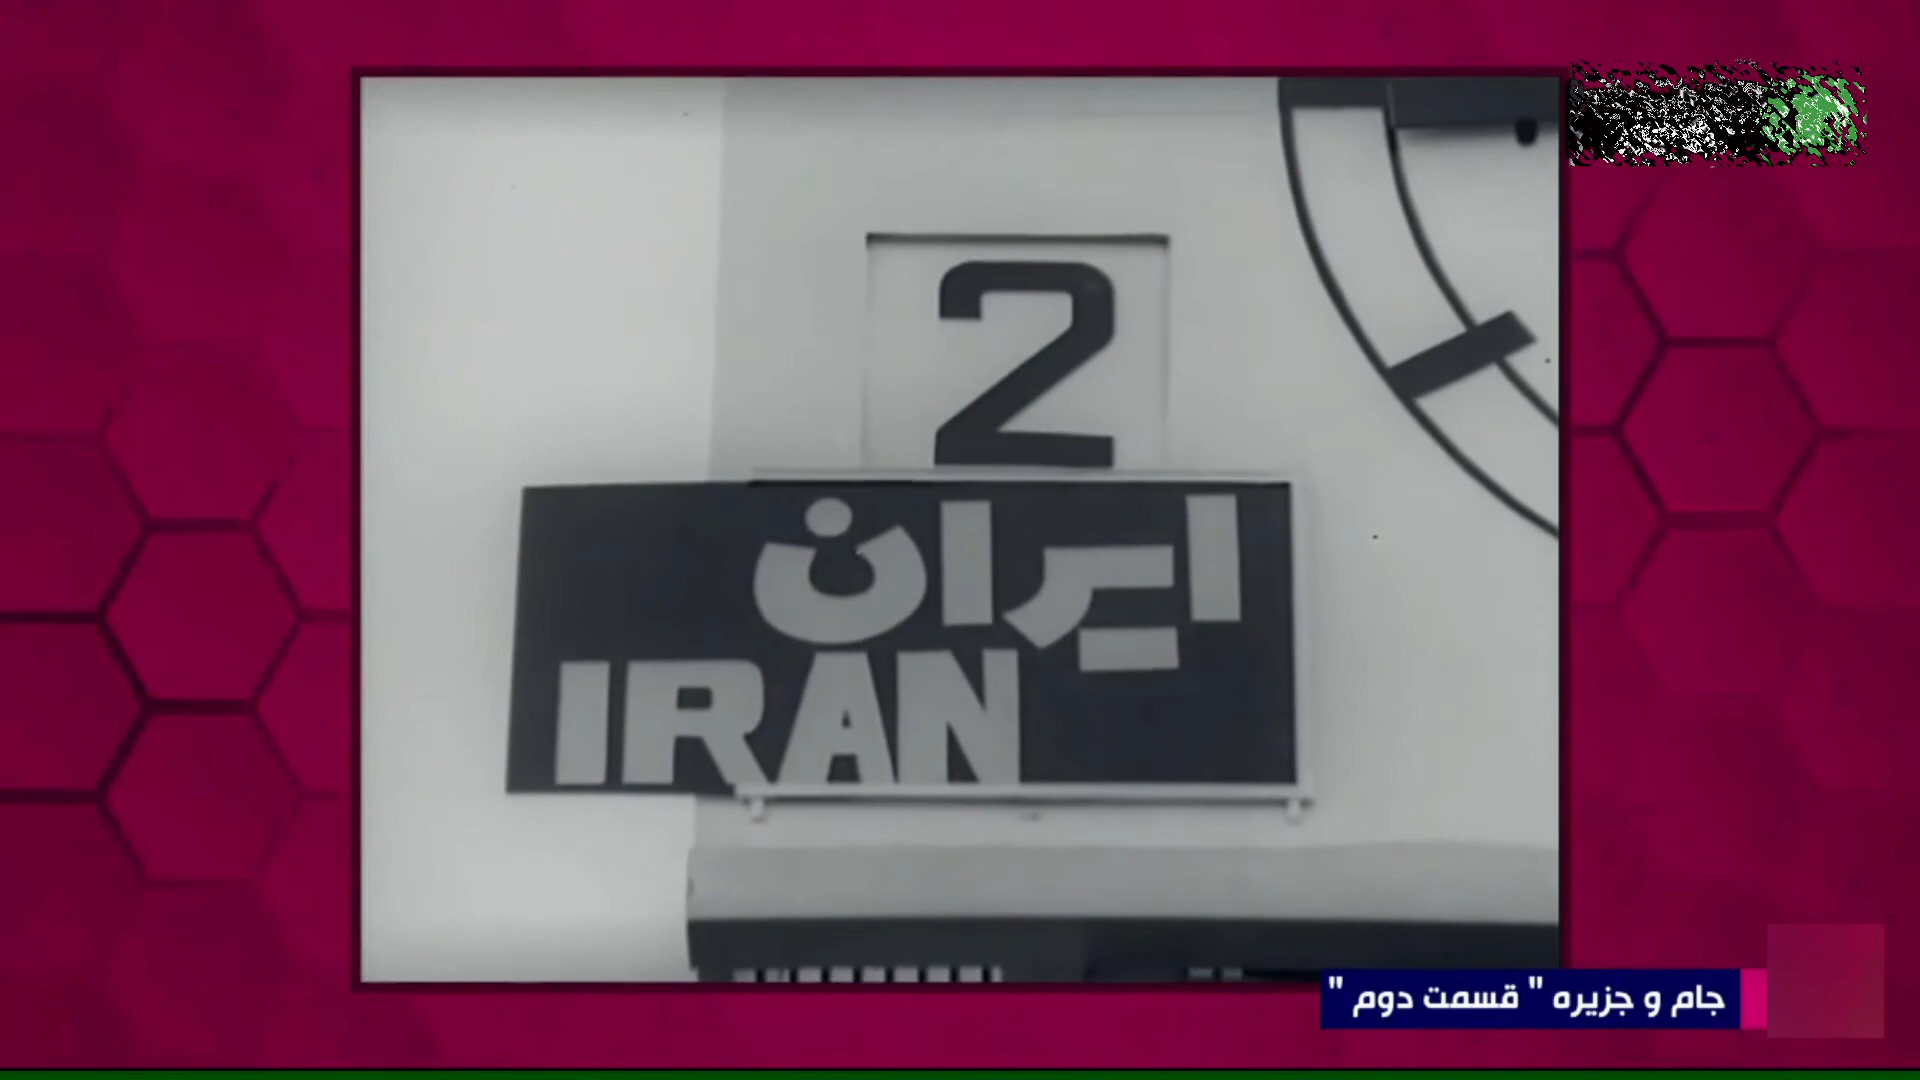 2
ایران
IRAN
جام و جزیره " قسمت دوم "